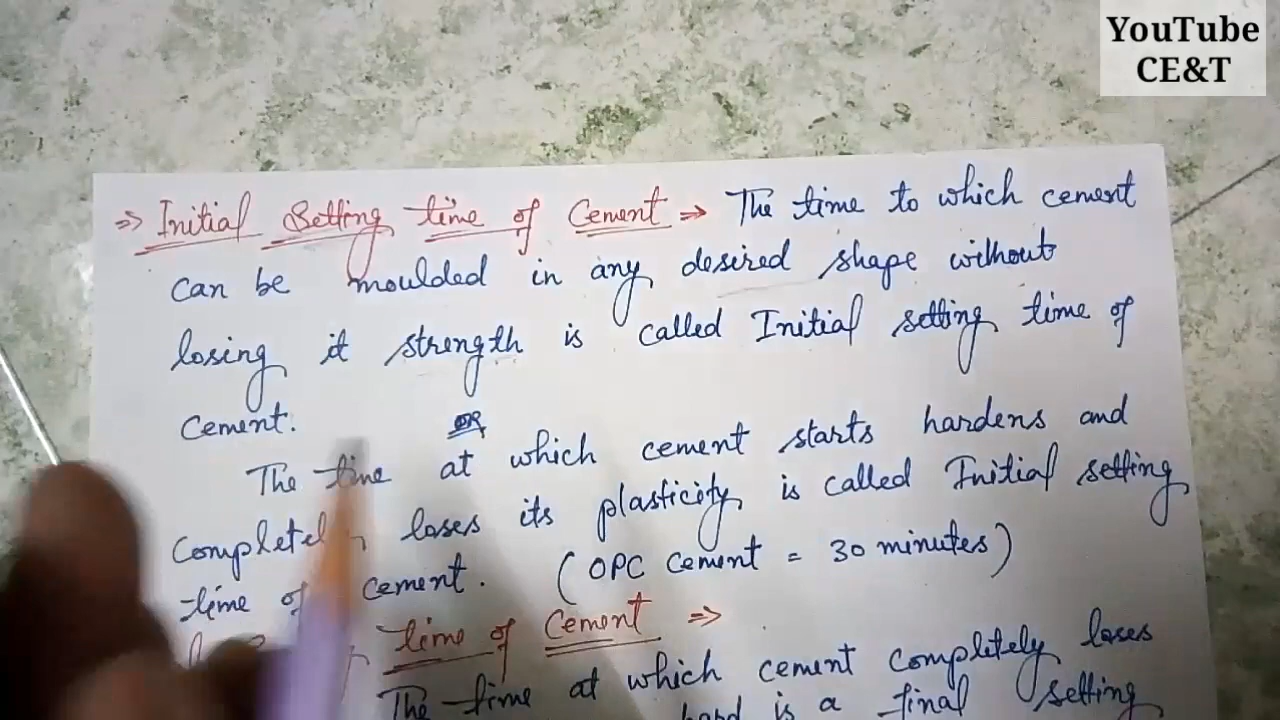 YouTube
CE&T
⇒ Initial Setting time of Cement ⇒ The time to which cement
can be moulded in any desired shape without
losing it strength is called Initial setting time of
cement. OR
The time at which cement starts hardens and
loses its plasticity is called Initial setting
time of cement. (OPC Cement = 30 minutes)
time of Cement ⇒
The time at which cement completely loses
hard is a final setting